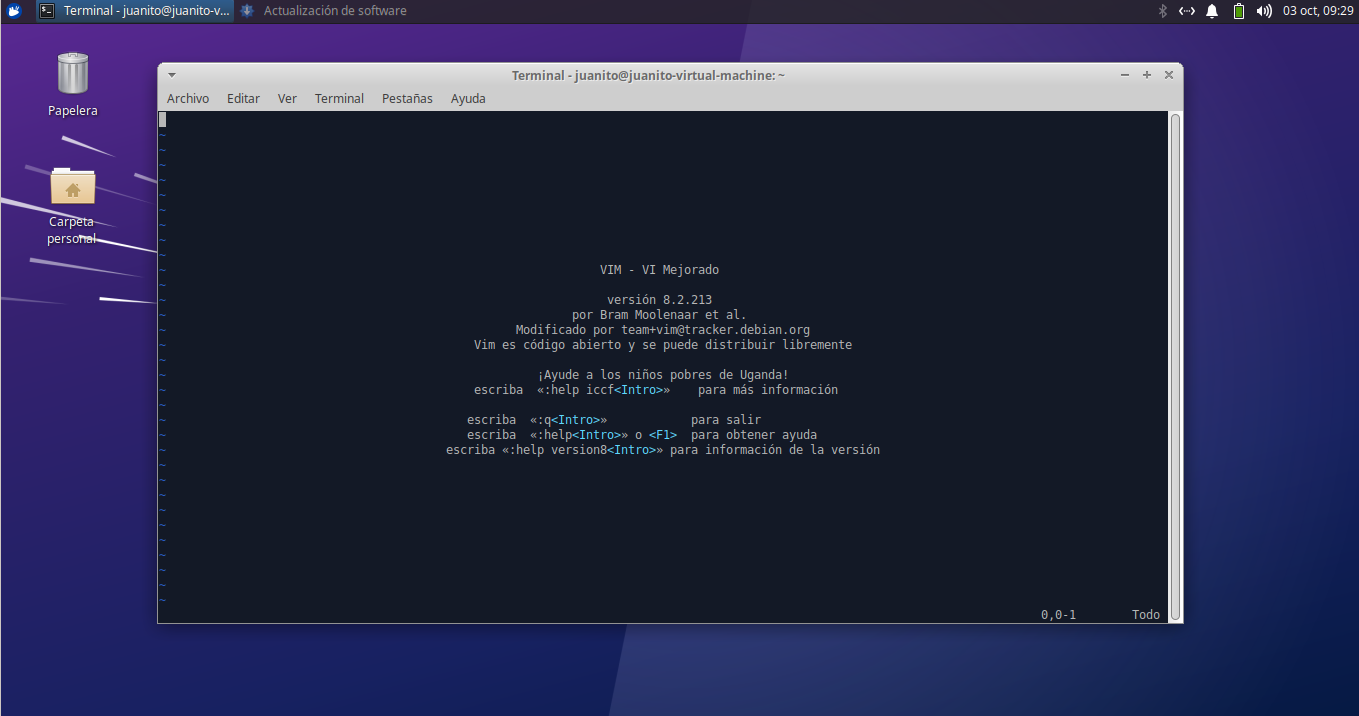 Terminal - juanito@juanito-v...
Actualización de software
03 oct, 09:29
Papelera
Carpeta
personal
Terminal - juanito@juanito-virtual-machine: ~
Archivo Editar Ver Terminal Pestañas Ayuda
~
~
~
~
~
~
~
~
~
~ VIM - VI Mejorado
~
~ versión 8.2.213
~ por Bram Moolenaar et al.
~ Modificado por team+vim@tracker.debian.org
~ Vim es código abierto y se puede distribuir libremente
~
~ ¡Ayude a los niños pobres de Uganda!
~ escriba «:help iccf<Intro>» para más información
~
~ escriba «:q<Intro>» para salir
~ escriba «:help<Intro>» o <F1> para obtener ayuda
~ escriba «:help version8<Intro>» para información de la versión
~
~
~
~
~
~
~
~
~
~
0,0-1 Todo